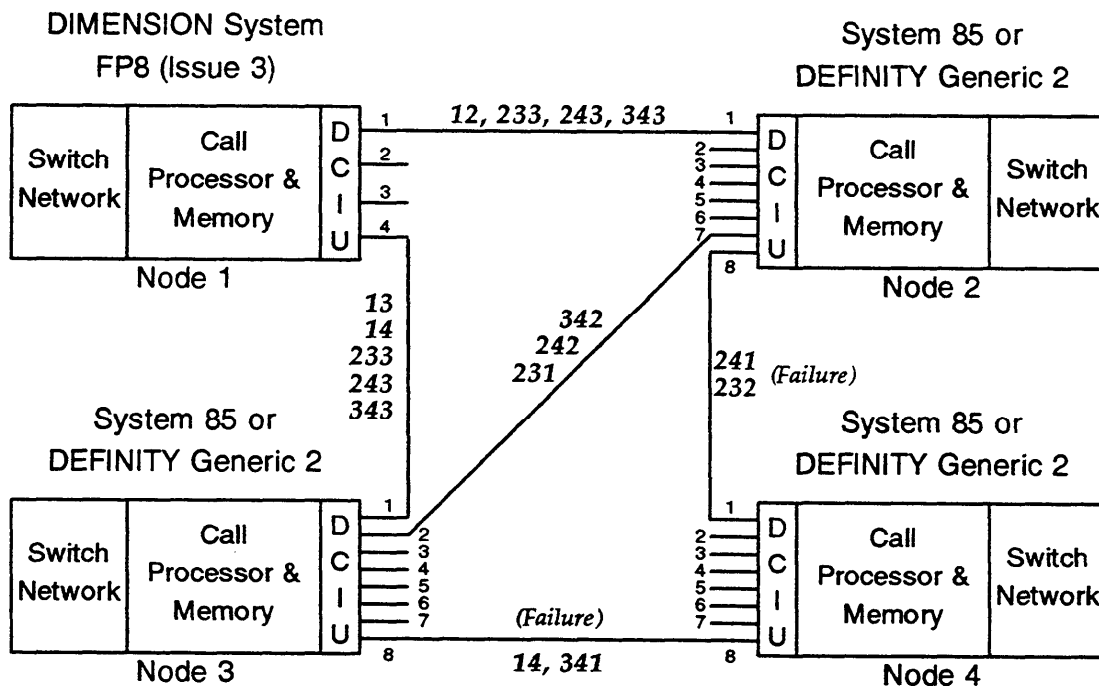 DIMENSION System
FP8 (Issue 3)
System 85 or
DEFINITY Generic 2
Switch
Network
Call
Processor &
Memory
D
C
I
U
1
2
3
4
Node 1
12, 233, 243, 343
1
2
3
4
5
6
7
8
D
C
I
U
Call
Processor &
Memory
Switch
Network
Node 2
13
14
233
243
343
342
242
231
241
232
(Failure)
System 85 or
DEFINITY Generic 2
System 85 or
DEFINITY Generic 2
Switch
Network
Call
Processor &
Memory
D
C
I
U
1
2
3
4
5
6
7
8
Node 3
(Failure)
14, 341
1
2
3
4
5
6
7
8
D
C
I
U
Call
Processor &
Memory
Switch
Network
Node 4